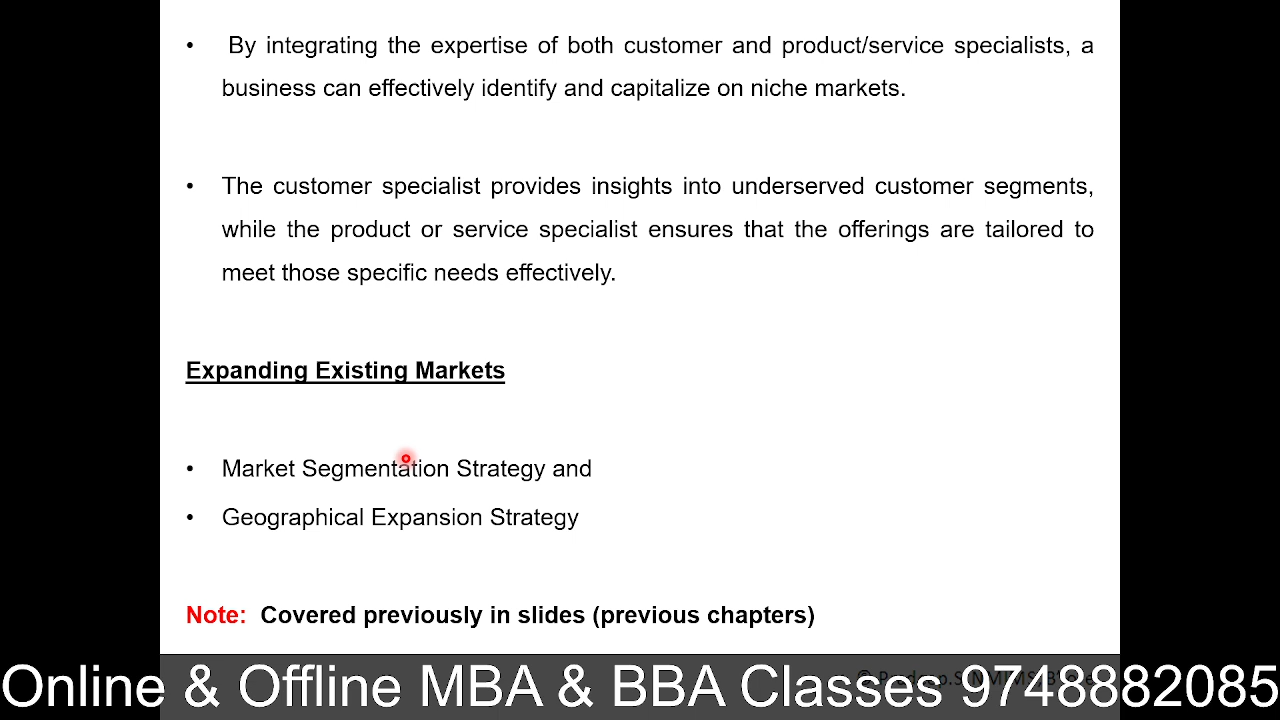 • By integrating the expertise of both customer and product/service specialists, a
business can effectively identify and capitalize on niche markets.
• The customer specialist provides insights into underserved customer segments,
while the product or service specialist ensures that the offerings are tailored to
meet those specific needs effectively.
Expanding Existing Markets
• Market Segmentation Strategy and
• Geographical Expansion Strategy
Note: Covered previously in slides (previous chapters)
Online & Offline MBA & BBA Classes 9748882085